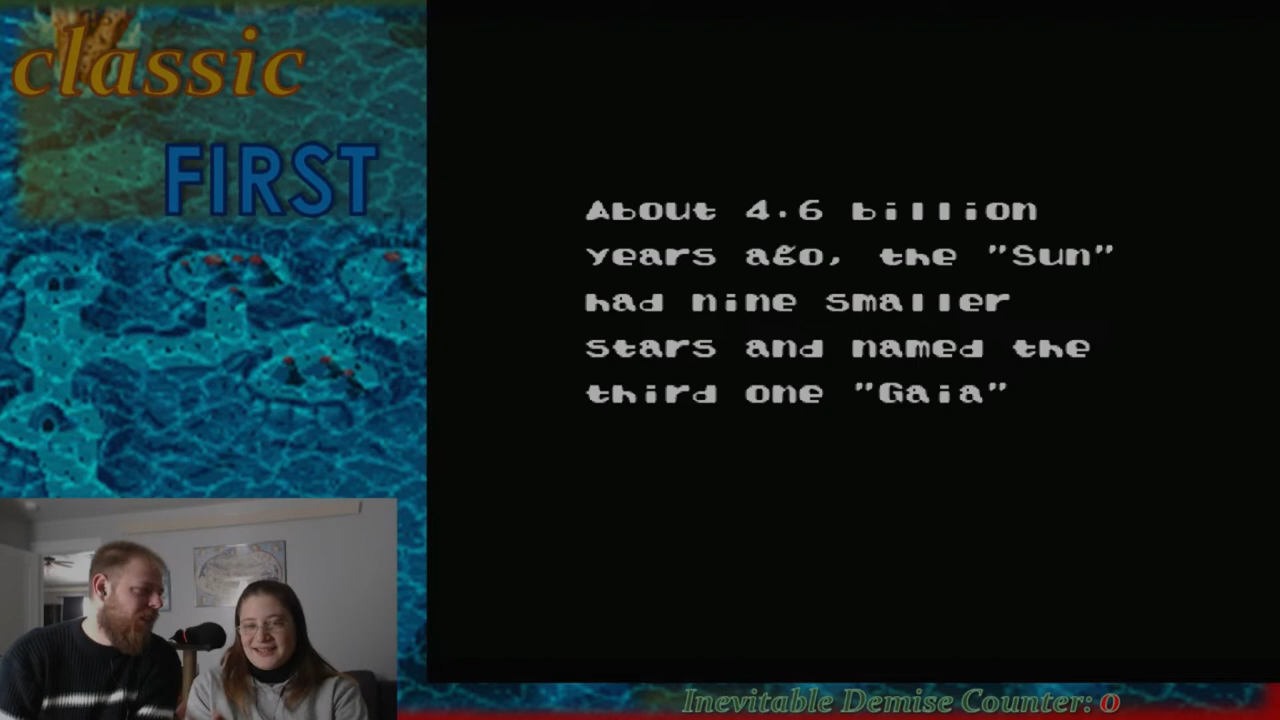 classic
FIRST
About 4.6 billion
years ago, the "Sun"
had nine smaller
stars and named the
third one "Gaia"
Inevitable Demise Counter: 0